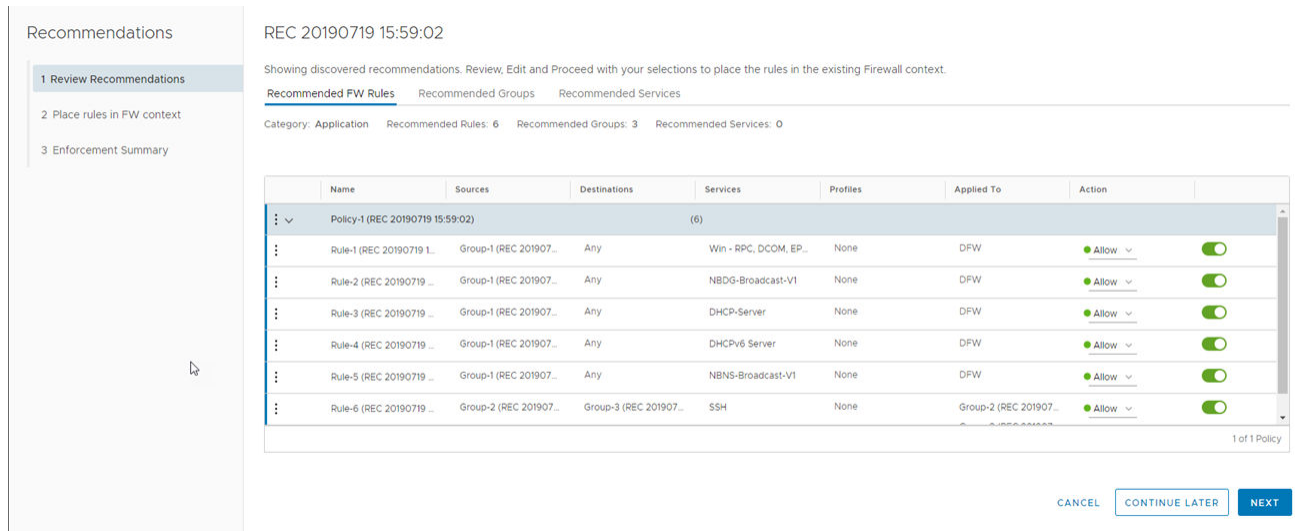 Recommendations
1 Review Recommendations
2 Place rules in FW context
3 Enforcement Summary
REC 20190719 15:59:02
Showing discovered recommendations. Review, Edit and Proceed with your selections to place the rules in the existing Firewall context.
Recommended FW Rules Recommended Groups Recommended Services
Category: Application Recommended Rules: 6 Recommended Groups: 3 Recommended Services: 0
Name Sources Destinations Services Profiles Applied To Action
Policy-1 (REC 20190719 15:59:02) (6)
Rule-1 (REC 20190719 1... Group-1 (REC 201907... Any Win - RPC, DCOM, EP... None DFW Allow
Rule-2 (REC 20190719 ... Group-1 (REC 201907... Any NBDG-Broadcast-V1 None DFW Allow
Rule-3 (REC 20190719 ... Group-1 (REC 201907... Any DHCP-Server None DFW Allow
Rule-4 (REC 20190719 ... Group-1 (REC 201907... Any DHCPv6 Server None DFW Allow
Rule-5 (REC 20190719 ... Group-1 (REC 201907... Any NBNS-Broadcast-V1 None DFW Allow
Rule-6 (REC 20190719 ... Group-2 (REC 201907... Group-3 (REC 201907... SSH None Group-2 (REC 201907... Allow
1 of 1 Policy
CANCEL CONTINUE LATER NEXT